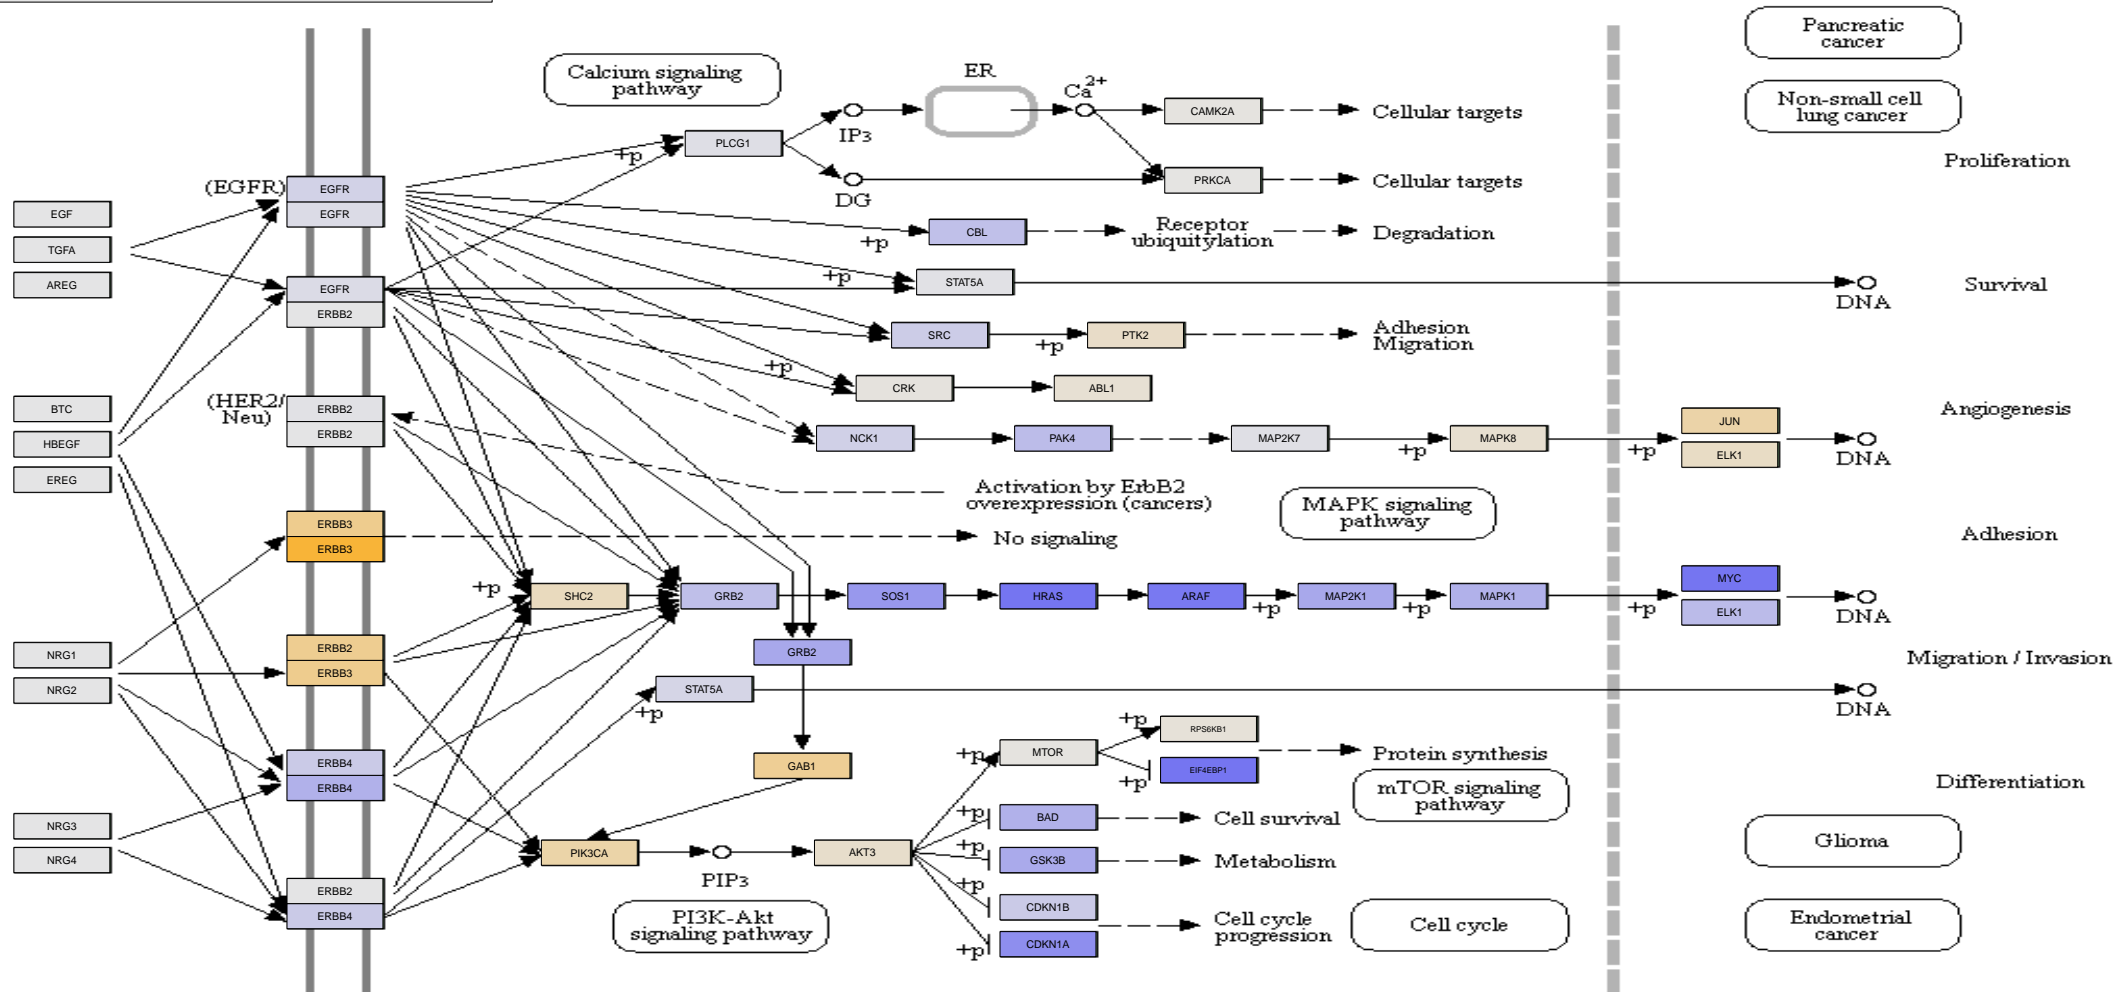 Pancreatic
cancer
Calcium signaling
pathway
ER
Ca2+
Non-small cell
lung cancer
CAMK2A
Cellular targets
IP3
PLCG1
+p
Proliferation
PRKCA
Cellular targets
DG
(EGFR)
EGFR
EGFR
EGF
TGFA
AREG
CBL
+p
Receptor
ubiquitylation
Degradation
EGFR
ERBB2
+p
STAT5A
DNA
Survival
SRC
+p
PTK2
Adhesion
Migration
+p
CRK
ABL1
(HER2/
Neu)
ERBB2
ERBB2
BTC
HBEGF
EREG
NCK1
PAK4
MAP2K7
+p
MAPK8
+p
JUN
ELK1
DNA
Angiogenesis
Activation by ErbB2
overexpression (cancers)
MAPK signaling
pathway
ERBB3
ERBB3
No signaling
Adhesion
+p
SHC2
GRB2
SOS1
HRAS
ARAF
+p
MAP2K1
+p
MAPK1
+p
MYC
ELK1
DNA
NRG1
NRG2
ERBB2
ERBB3
GRB2
Migration / Invasion
STAT5A
+p
DNA
ERBB4
ERBB4
GAB1
+p
MTOR
+p
RPS6KB1
+p
EIF4EBP1
Protein synthesis
mTOR signaling
pathway
Differentiation
NRG3
NRG4
+p
BAD
Cell survival
PIK3CA
PIP3
AKT3
+p
GSK3B
Metabolism
Glioma
ERBB2
ERBB4
PI3K-Akt
signaling pathway
+p
CDKN1B
+p
CDKN1A
Cell cycle
progression
Cell cycle
Endometrial
cancer